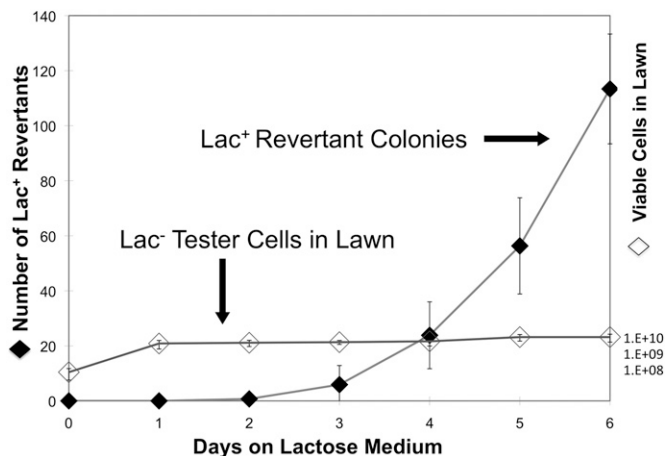 140
120
100
80
60
40
20
0
Number of Lac⁺ Revertants
Lac⁺ Revertant Colonies
Lac⁻ Tester Cells in Lawn
Viable Cells in Lawn
1.E+10
1.E+09
1.E+08
0 1 2 3 4 5 6
Days on Lactose Medium